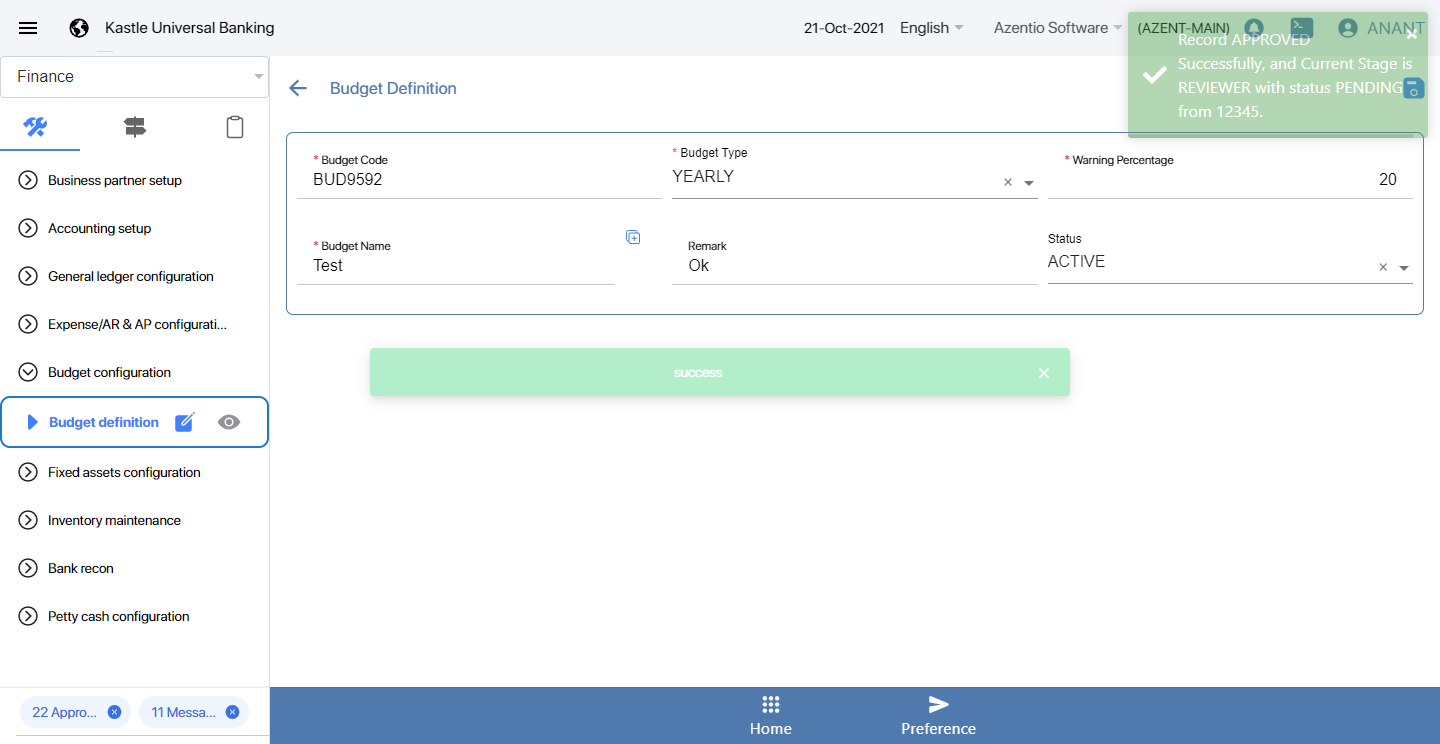 Kastle Universal Banking
21-Oct-2021
English
Azentio Software
(AZENT-MAIN)
ANANT
Record APPROVED
Successfully, and Current Stage is
REVIEWER with status PENDING
from 12345.
Finance
Budget Definition
* Budget Code
BUD9592
* Budget Type
YEARLY
* Warning Percentage
20
* Budget Name
Test
Remark
Ok
Status
ACTIVE
success
Business partner setup
Accounting setup
General ledger configuration
Expense/AR & AP configurati...
Budget configuration
Budget definition
Fixed assets configuration
Inventory maintenance
Bank recon
Petty cash configuration
22 Appro...
11 Messa...
Home
Preference